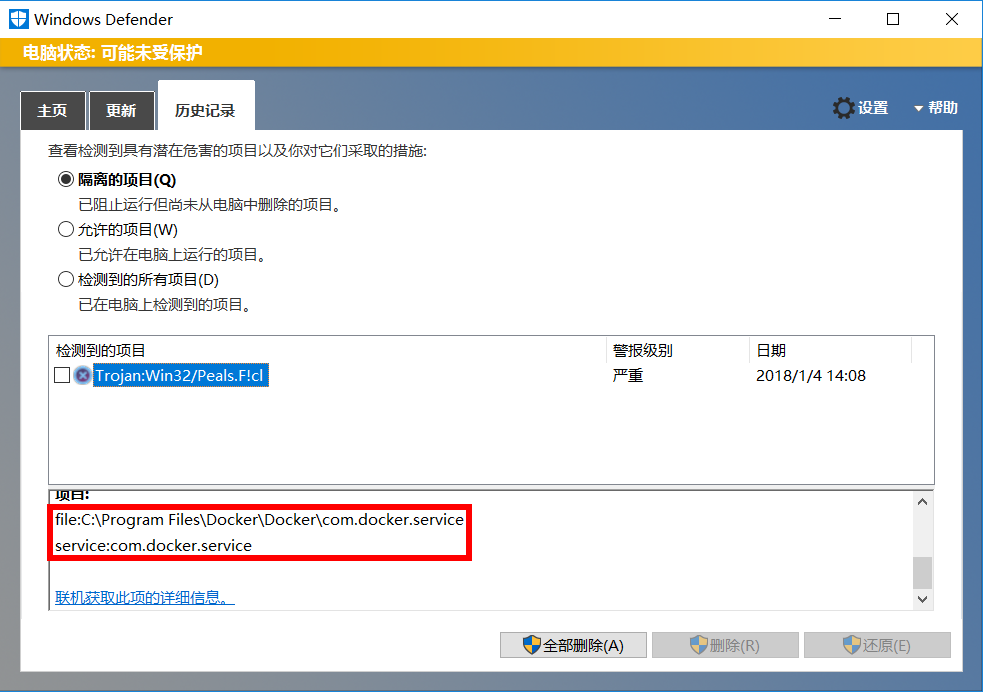 Windows Defender
电脑状态: 可能未受保护
主页
更新
历史记录
设置
帮助
查看检测到具有潜在危害的项目以及你对它们采取的措施:
隔离的项目(Q)
已阻止运行但尚未从电脑中删除的项目。
允许的项目(W)
已允许在电脑上运行的项目。
检测到的所有项目(D)
已在电脑上检测到的项目。
检测到的项目 警报级别 日期
Trojan:Win32/Peals.F!cl 严重 2018/1/4 14:08
项目:
file:C:\Program Files\Docker\Docker\com.docker.service
service:com.docker.service
联机获取此项的详细信息。
全部删除(A)
删除(R)
还原(E)